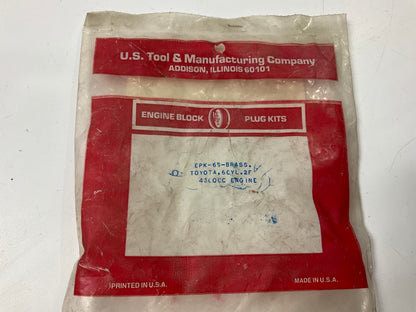 U.S. Tool & Manufacturing Company
ADDISON, ILLINOIS 60101
ENGINE BLOCK PLUG KITS
EPK-65-BRASS.
TOYOTA,6CYL.2F
4360CC ENGINE
PRINTED IN U.S.A.
MADE IN U.S.A.